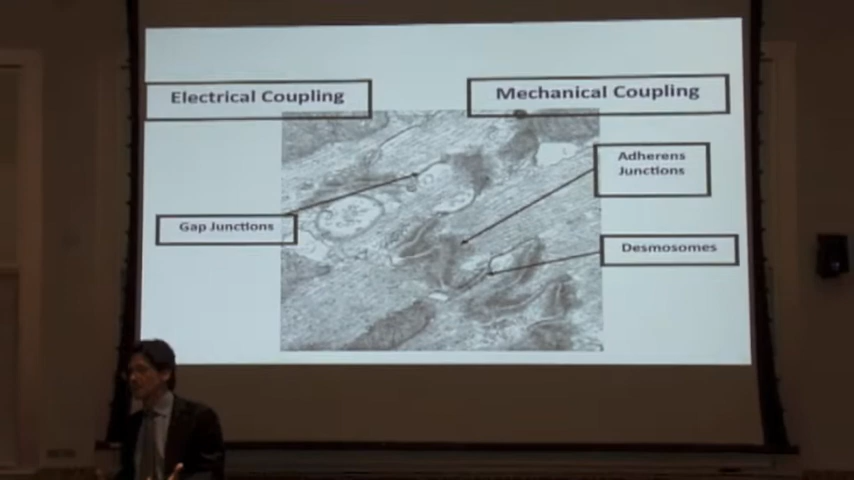 Electrical Coupling
Mechanical Coupling
Adherens
Junctions
Gap Junctions
Desmosomes